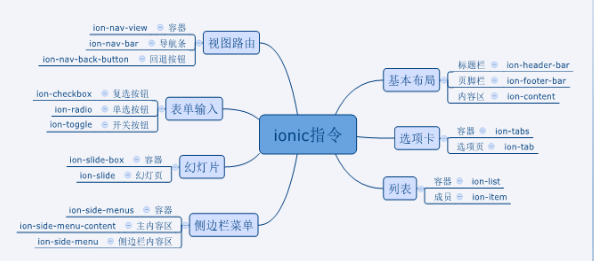 ionic指令
视图路由
ion-nav-view 容器
ion-nav-bar 导航条
ion-nav-back-button 回退按钮
表单输入
ion-checkbox 复选按钮
ion-radio 单选按钮
ion-toggle 开关按钮
幻灯片
ion-slide-box 容器
ion-slide 幻灯页
侧边栏菜单
ion-side-menus 容器
ion-side-menu-content 主内容区
ion-side-menu 侧边栏内容区
基本布局
标题栏 ion-header-bar
页脚栏 ion-footer-bar
内容区 ion-content
选项卡
容器 ion-tabs
选项页 ion-tab
列表
容器 ion-list
成员 ion-item